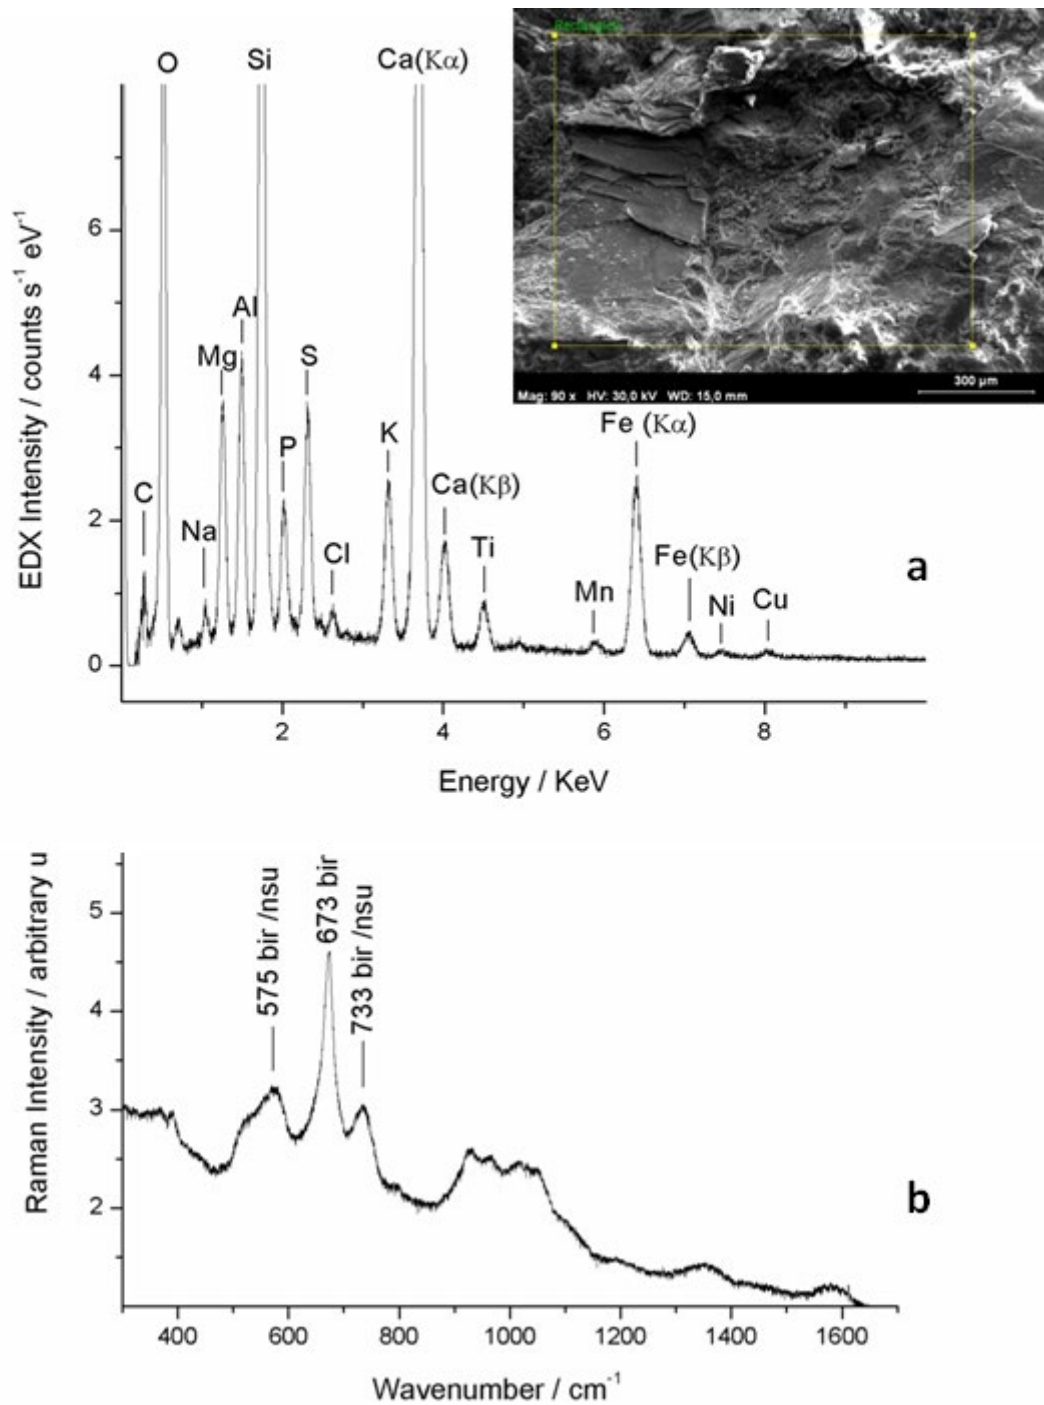 O
Si
Ca(Kα)
Al
Mg
S
P
C
Na
Cl
K
Ca(Kβ)
Ti
Mn
Fe (Kα)
Fe(Kβ)
Ni
Cu
a
6
4
2
0
EDX Intensity / counts s⁻¹ eV⁻¹
2 4 6 8
Energy / KeV
Mag: 90 x HV: 30,0 kV WD: 15,0 mm
300 µm
575 bir /nsu
673 bir
733 bir /nsu
b
5
4
3
2
Raman Intensity / arbitrary u
400 600 800 1000 1200 1400 1600
Wavenumber / cm⁻¹